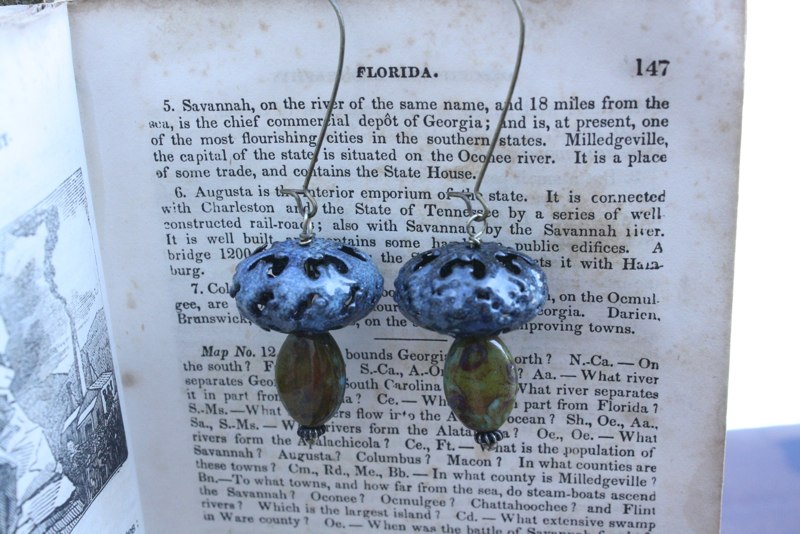 FLORIDA. 147
5. Savannah, on the river of the same name, and 18 miles from the
sea, is the chief commercial depôt of Georgia; and is, at present, one
of the most flourishing cities in the southern states. Milledgeville,
the capital of the state is situated on the Oconee river. It is a place
of some trade, and contains the State House.
6. Augusta is the interior emporium of the state. It is connected
with Charleston and the State of Tennessee by a series of well
constructed rail-roads; also with Savannah by the Savannah river.
It is well built, contains some public edifices. A
bridge 1200 the S it with Ham-
burg.
7. Col on the Ocmul-
gee, are eorgia. Darien,
Brunswick, on the improving towns.
Map No. 12. bounds Georgia orth? N.Ca.—On
the south? F S.-Ca., A.-O ? Aa.—What river
separates Geo South Carolina What river separates
it in part from a? Ce.—Wh part from Florida?
S.-Ms.—What ers flow into the A ocean? Sh., Oe., Aa.,
Sa., S.-Ms.—W rivers form the Alata a? Oe., Oe.—What
rivers form the Apalachicola? Ce., Ft.—What is the population of
Savannah? Augusta? Columbus? Macon? In what counties are
these towns? Cm., Rd., Me., Bb.—In what county is Milledgeville?
Bn.—To what towns, and how far from the sea, do steam-boats ascend
the Savannah? Oconee? Ocmulgee? Chattahoochee? and Flint
rivers? Which is the largest island? Cd.—What extensive swamp
in Ware county? Oe.—When was the battle of Savannah